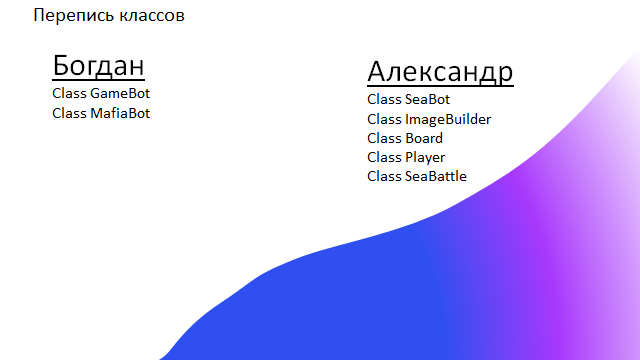 Перепись классов
Богдан
Class GameBot
Class MafiaBot
Александр
Class SeaBot
Class ImageBuilder
Class Board
Class Player
Class SeaBattle